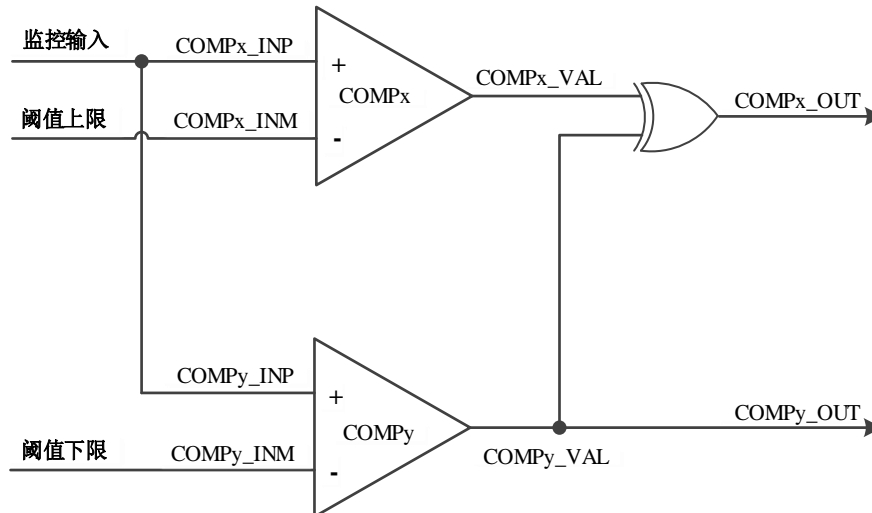 监控输入
COMPx_INP
阈值上限
COMPx_INM
+
COMPx
-
COMPx_VAL
COMPx_OUT
COMPy_INP
阈值下限
COMPy_INM
+
COMPy
-
COMPy_VAL
COMPy_OUT